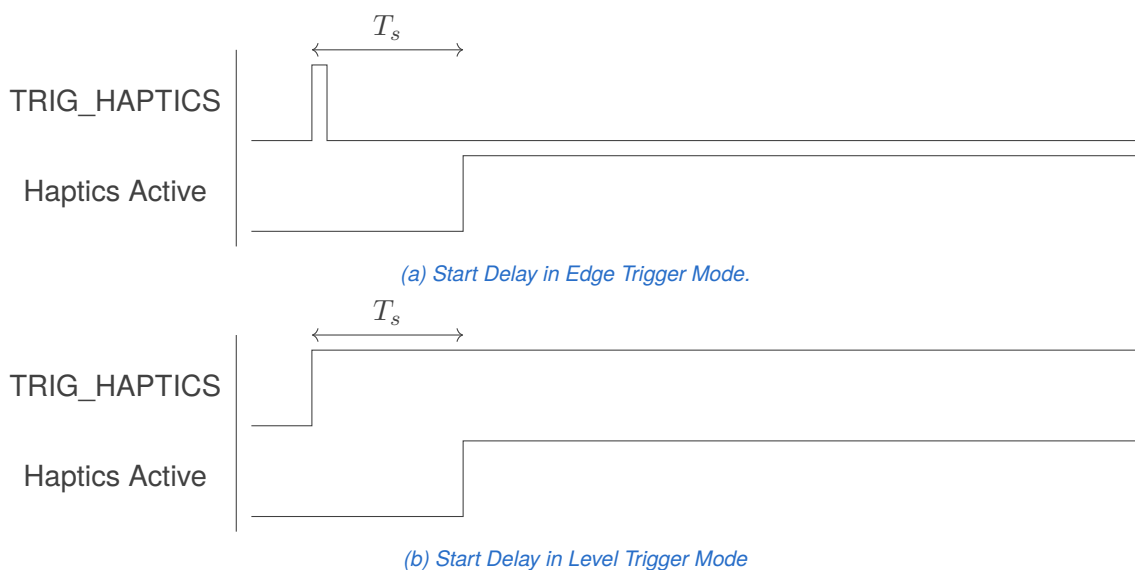 T_s
TRIG_HAPTICS
Haptics Active
(a) Start Delay in Edge Trigger Mode.
T_s
TRIG_HAPTICS
Haptics Active
(b) Start Delay in Level Trigger Mode